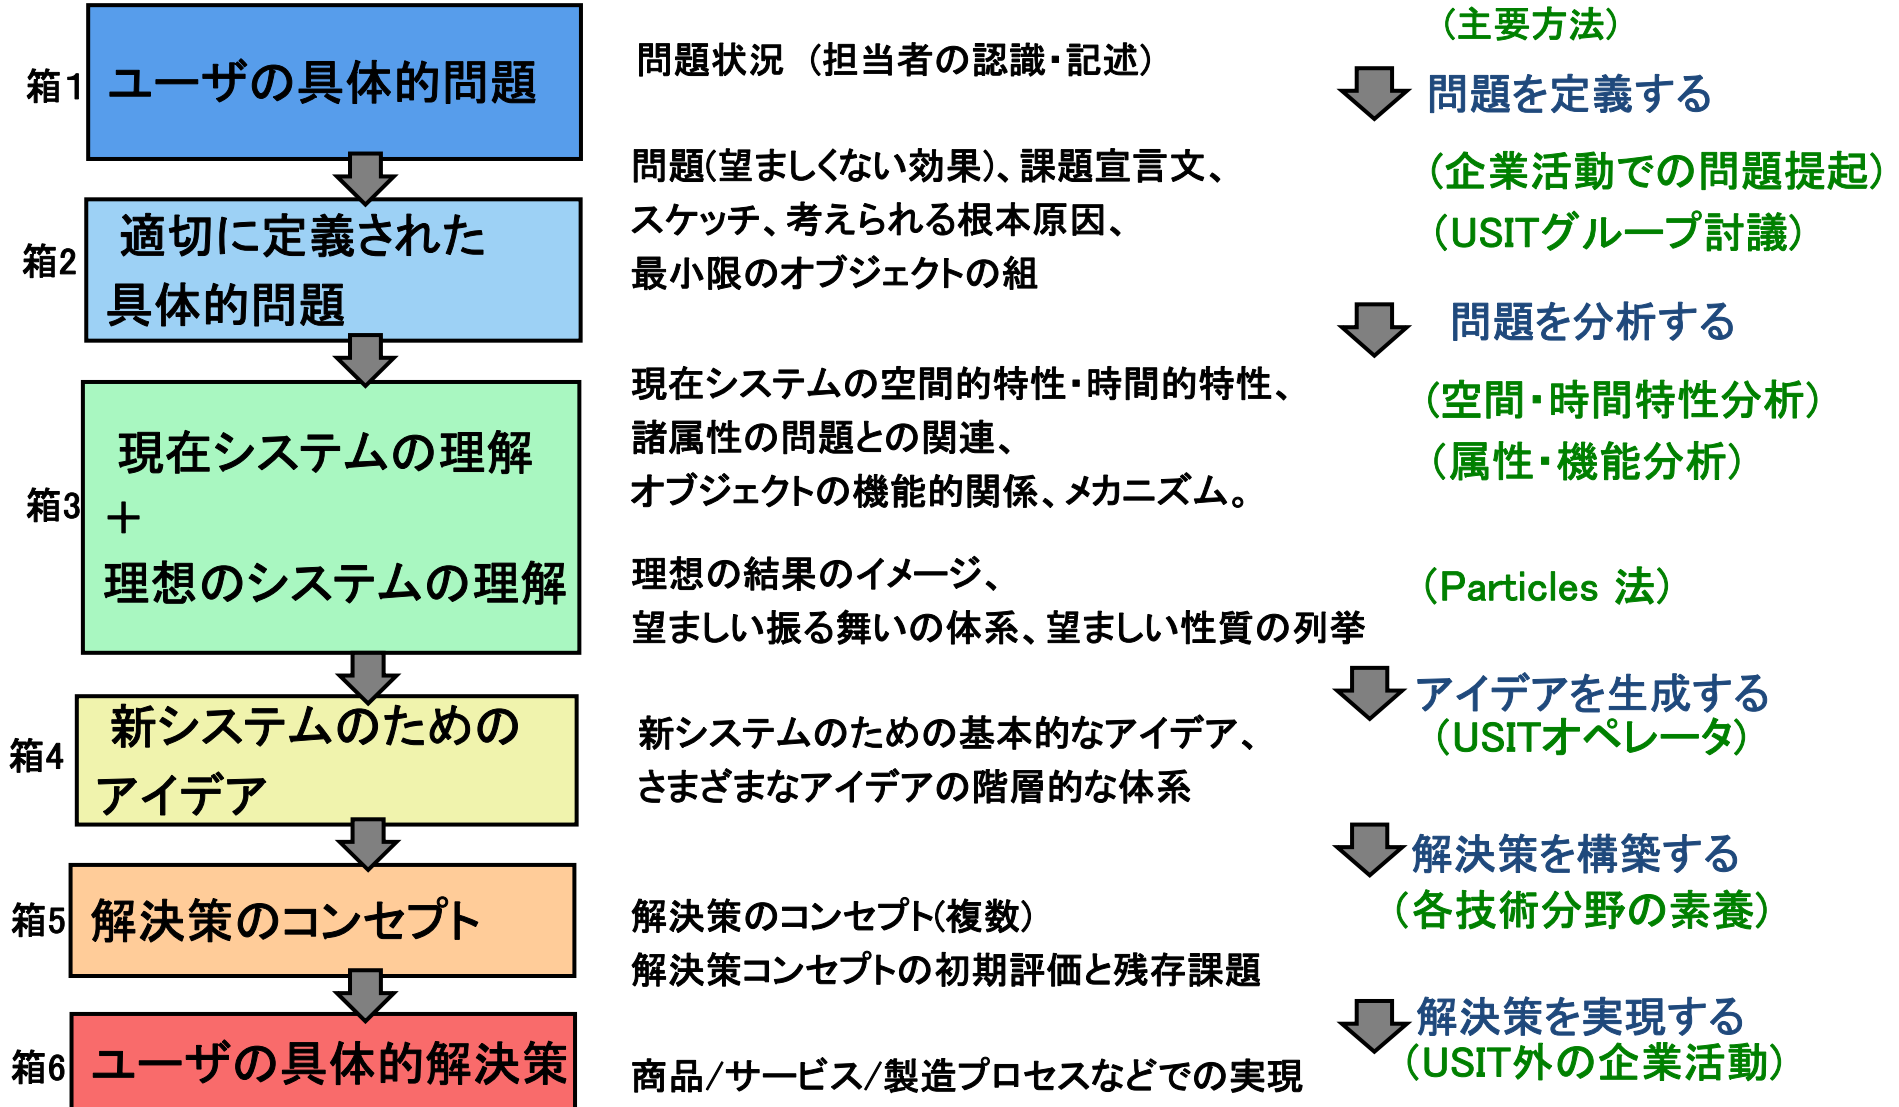 (主要方法)
箱1
ユーザの具体的問題
問題状況 (担当者の認識・記述)
問題を定義する
(企業活動での問題提起)
(USITグループ討議)
箱2
適切に定義された
具体的問題
問題(望ましくない効果)、課題宣言文、
スケッチ、考えられる根本原因、
最小限のオブジェクトの組
問題を分析する
(空間・時間特性分析)
(属性・機能分析)
箱3
現在システムの理解
+
理想のシステムの理解
現在システムの空間的特性・時間的特性、
諸属性の問題との関連、
オブジェクトの機能的関係、メカニズム。
理想の結果のイメージ、
望ましい振る舞いの体系、望ましい性質の列挙
(Particles 法)
アイデアを生成する
(USITオペレータ)
箱4
新システムのための
アイデア
新システムのための基本的なアイデア、
さまざまなアイデアの階層的な体系
解決策を構築する
(各技術分野の素養)
箱5
解決策のコンセプト
解決策のコンセプト(複数)
解決策コンセプトの初期評価と残存課題
解決策を実現する
(USIT外の企業活動)
箱6
ユーザの具体的解決策
商品/サービス/製造プロセスなどでの実現